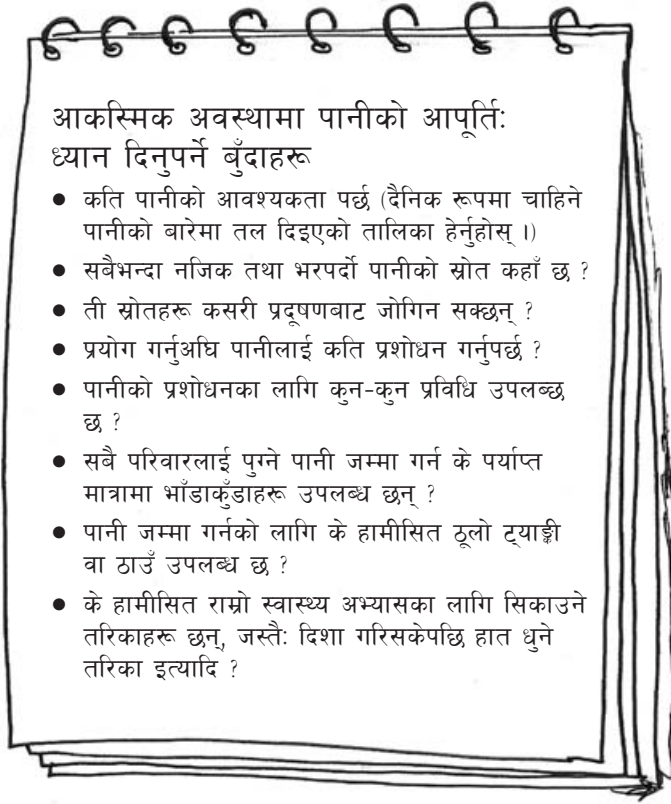 आकस्मिक अवस्थामा पानीको आपूर्तिः
ध्यान दिनुपर्ने बुँदाहरू
● कति पानीको आवश्यकता पर्छ (दैनिक रूपमा चाहिने
पानीको बारेमा तल दिइएको तालिका हेर्नुहोस् ।)
● सबैभन्दा नजिक तथा भरपर्दो पानीको स्रोत कहाँ छ ?
● ती स्रोतहरू कसरी प्रदूषणबाट जोगिन सक्छन् ?
● प्रयोग गर्नुअघि पानीलाई कति प्रशोधन गर्नुपर्छ ?
● पानीको प्रशोधनका लागि कुन-कुन प्रविधि उपलब्छ
छ ?
● सबै परिवारलाई पुग्ने पानी जम्मा गर्न के पर्याप्त
मात्रामा भाँडाकुँडाहरू उपलब्ध छन् ?
● पानी जम्मा गर्नको लागि के हामीसित ठूलो ट्याङ्की
वा ठाउँ उपलब्ध छ ?
● के हामीसित राम्रो स्वास्थ्य अभ्यासका लागि सिकाउने
तरिकाहरू छन्, जस्तैः दिशा गरिसकेपछि हात धुने
तरिका इत्यादि ?